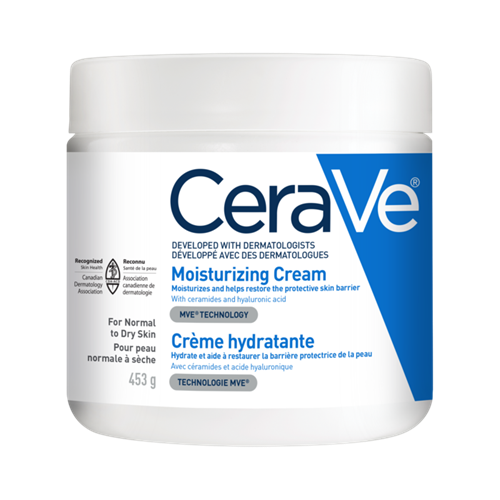 CeraVe®
DEVELOPED WITH DERMATOLOGISTS
DÉVELOPPÉ AVEC DES DERMATOLOGUES
Moisturizing Cream
Moisturizes and helps restore the protective skin barrier
With ceramides and hyaluronic acid
MVE® TECHNOLOGY
Crème hydratante
Hydrate et aide à restaurer la barrière protectrice de la peau
Avec céramides et acide hyaluronique
TECHNOLOGIE MVE®
Recognized
Skin Health
Canadian
Dermatology
Association
Reconnu
Santé de la peau
Association
canadienne de
dermatologie
For Normal
to Dry Skin
Pour peau
normale à sèche
453 g